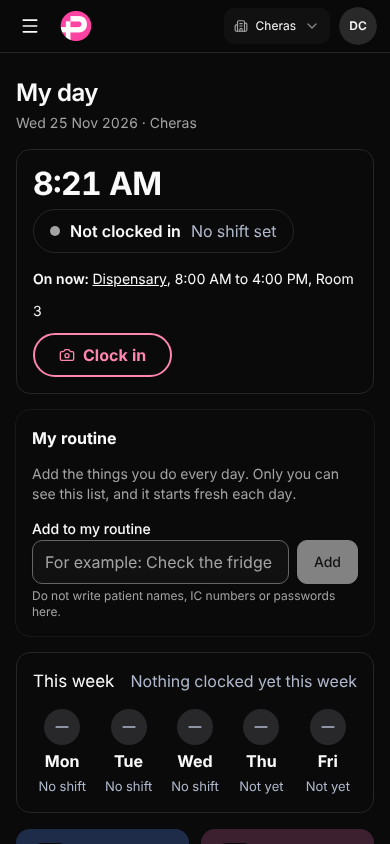 Cheras
DC
My day
Wed 25 Nov 2026 · Cheras
8:21 AM
Not clocked in No shift set
On now: Dispensary, 8:00 AM to 4:00 PM, Room
3
Clock in
My routine
Add the things you do every day. Only you can
see this list, and it starts fresh each day.
Add to my routine
For example: Check the fridge
Add
Do not write patient names, IC numbers or passwords
here.
This week Nothing clocked yet this week
Mon Tue Wed Thu Fri
No shift No shift No shift Not yet Not yet